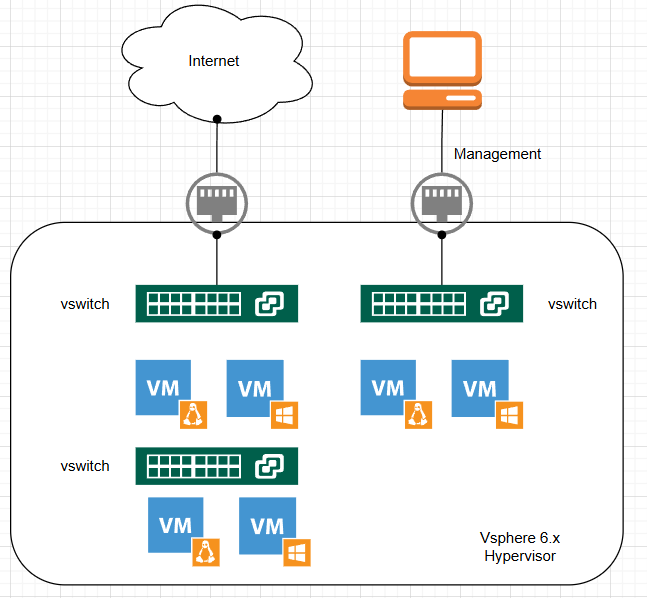 Internet
Management
vswitch
vswitch
VM
VM
VM
VM
vswitch
VM
VM
Vsphere 6.x
Hypervisor